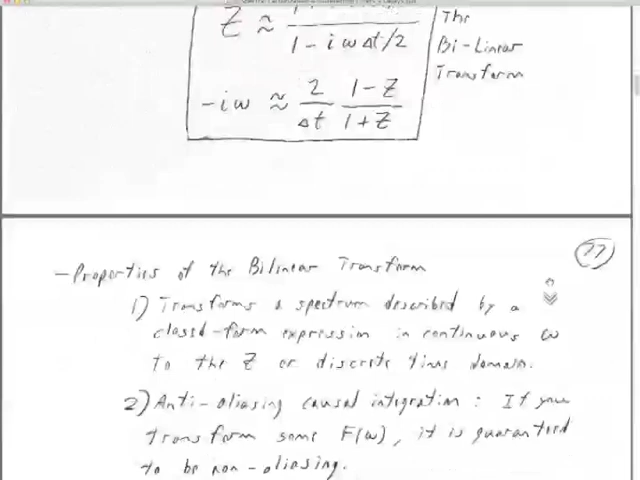 Z ≈
1 - iωΔt/2
The
Bi-Linear
Transform
-iω ≈ 2/Δt 1-Z/1+Z
77
- Properties of the Bilinear Transform
1) Transforms a spectrum described by a
closed-form expression in continuous ω
to the Z or discrete time domain.
2) Anti-aliasing causal integration: If you
transform some F(ω), it is guaranteed
to be non-aliasing.